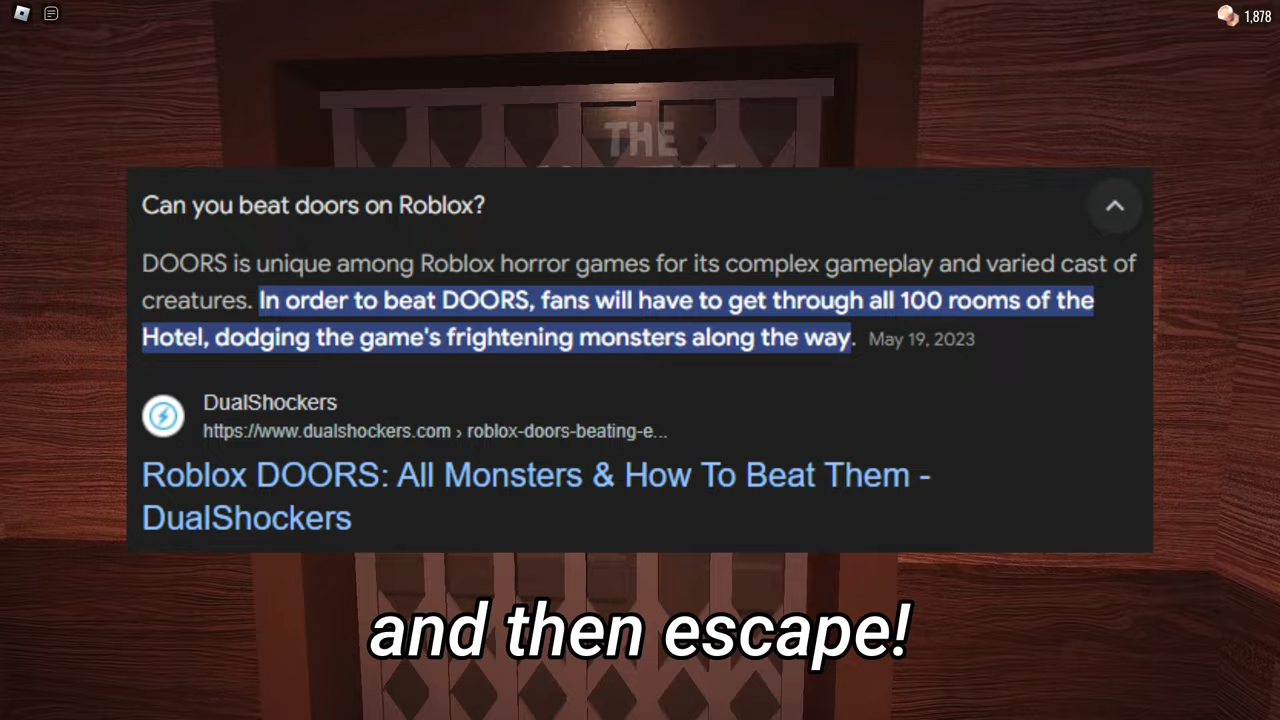 1,878
THE
Can you beat doors on Roblox?
DOORS is unique among Roblox horror games for its complex gameplay and varied cast of
creatures. In order to beat DOORS, fans will have to get through all 100 rooms of the
Hotel, dodging the game's frightening monsters along the way. May 19, 2023
DualShockers
https://www.dualshockers.com › roblox-doors-beating-e...
Roblox DOORS: All Monsters & How To Beat Them -
DualShockers
and then escape!